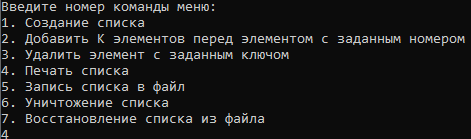 Введите номер команды меню:
1. Создание списка
2. Добавить К элементов перед элементом с заданным номером
3. Удалить элемент с заданным ключом
4. Печать списка
5. Запись списка в файл
6. Уничтожение списка
7. Восстановление списка из файла
4